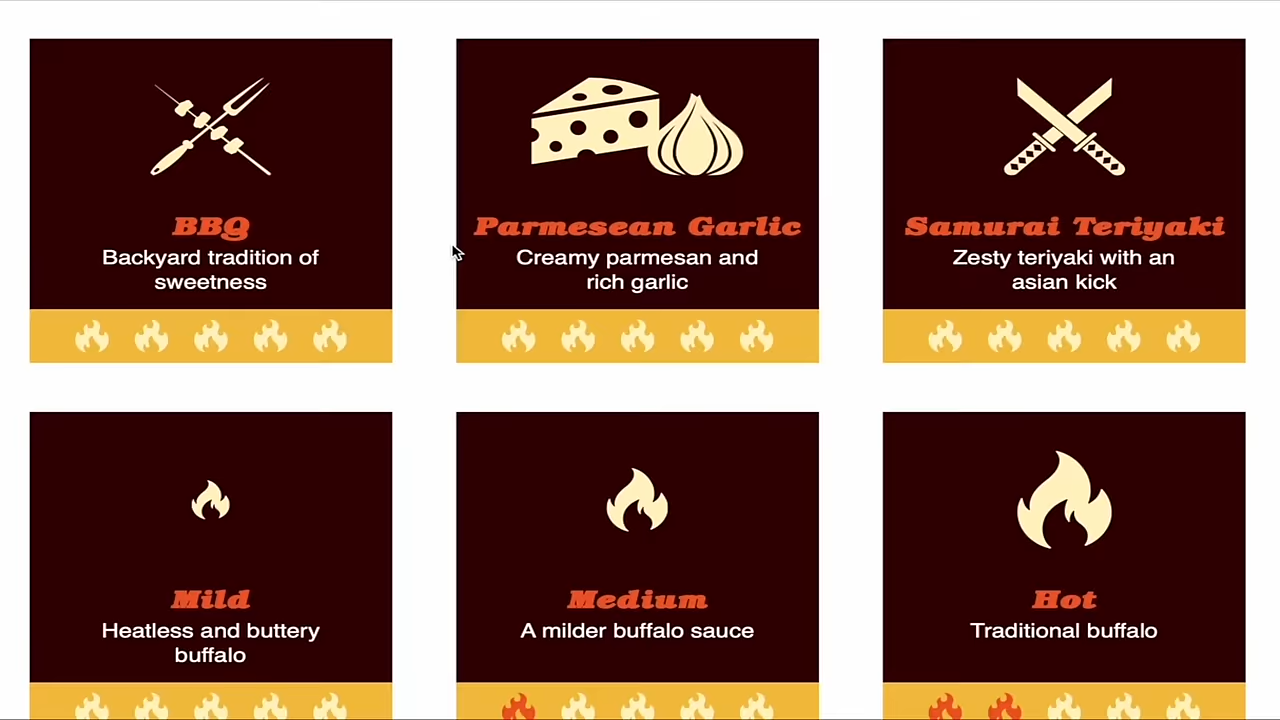 BBQ
Backyard tradition of
sweetness
Parmesean Garlic
Creamy parmesan and
rich garlic
Samurai Teriyaki
Zesty teriyaki with an
asian kick
Mild
Heatless and buttery
buffalo
Medium
A milder buffalo sauce
Hot
Traditional buffalo